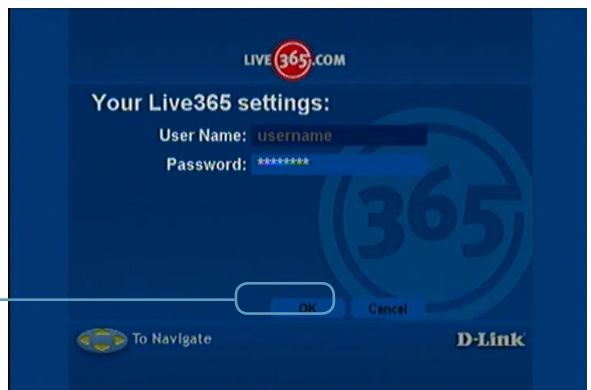 LIVE 365.COM
Your Live365 settings:
User Name: username
Password: ********
365
OK Cancel
To Navigate
D-Link